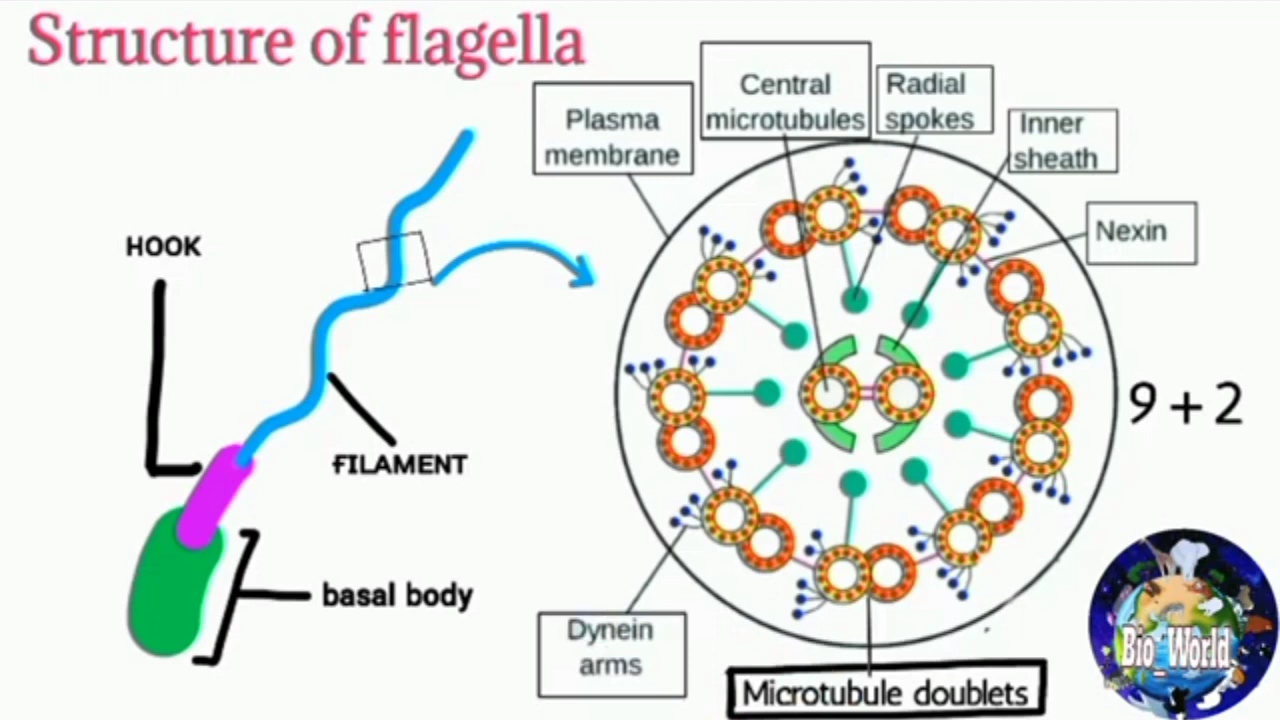 Structure of flagella
Plasma
membrane
Central
microtubules
Radial
spokes
Inner
sheath
Nexin
HOOK
FILAMENT
basal body
9+2
Dynein
arms
Microtubule doublets
Bio_World